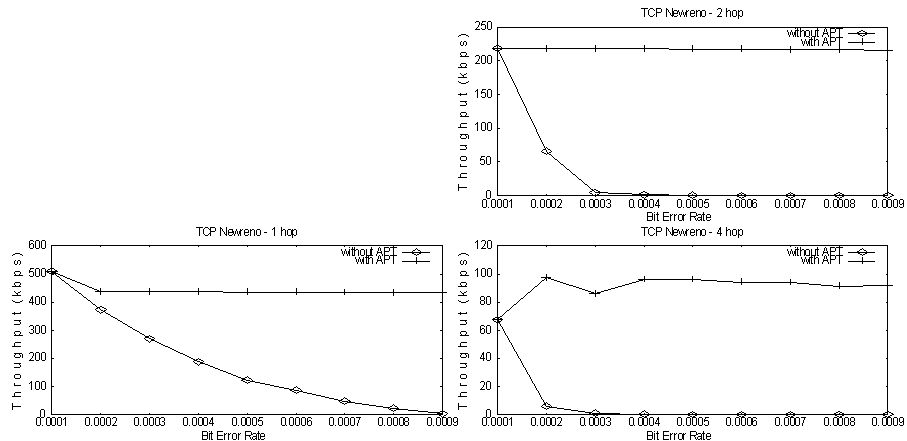 TCP Newreno - 2 hop
250
200
150
100
50
0
Throughput (kbps)
without APT
with APT
0.0001 0.0002 0.0003 0.0004 0.0005 0.0006 0.0007 0.0008 0.0009
Bit Error Rate
TCP Newreno - 1 hop
600
500
400
300
200
100
0
Throughput (kbps)
without APT
with APT
0.0001 0.0002 0.0003 0.0004 0.0005 0.0006 0.0007 0.0008 0.0009
Bit Error Rate
TCP Newreno - 4 hop
120
100
80
60
40
20
0
Throughput (kbps)
without APT
with APT
0.0001 0.0002 0.0003 0.0004 0.0005 0.0006 0.0007 0.0008 0.0009
Bit Error Rate